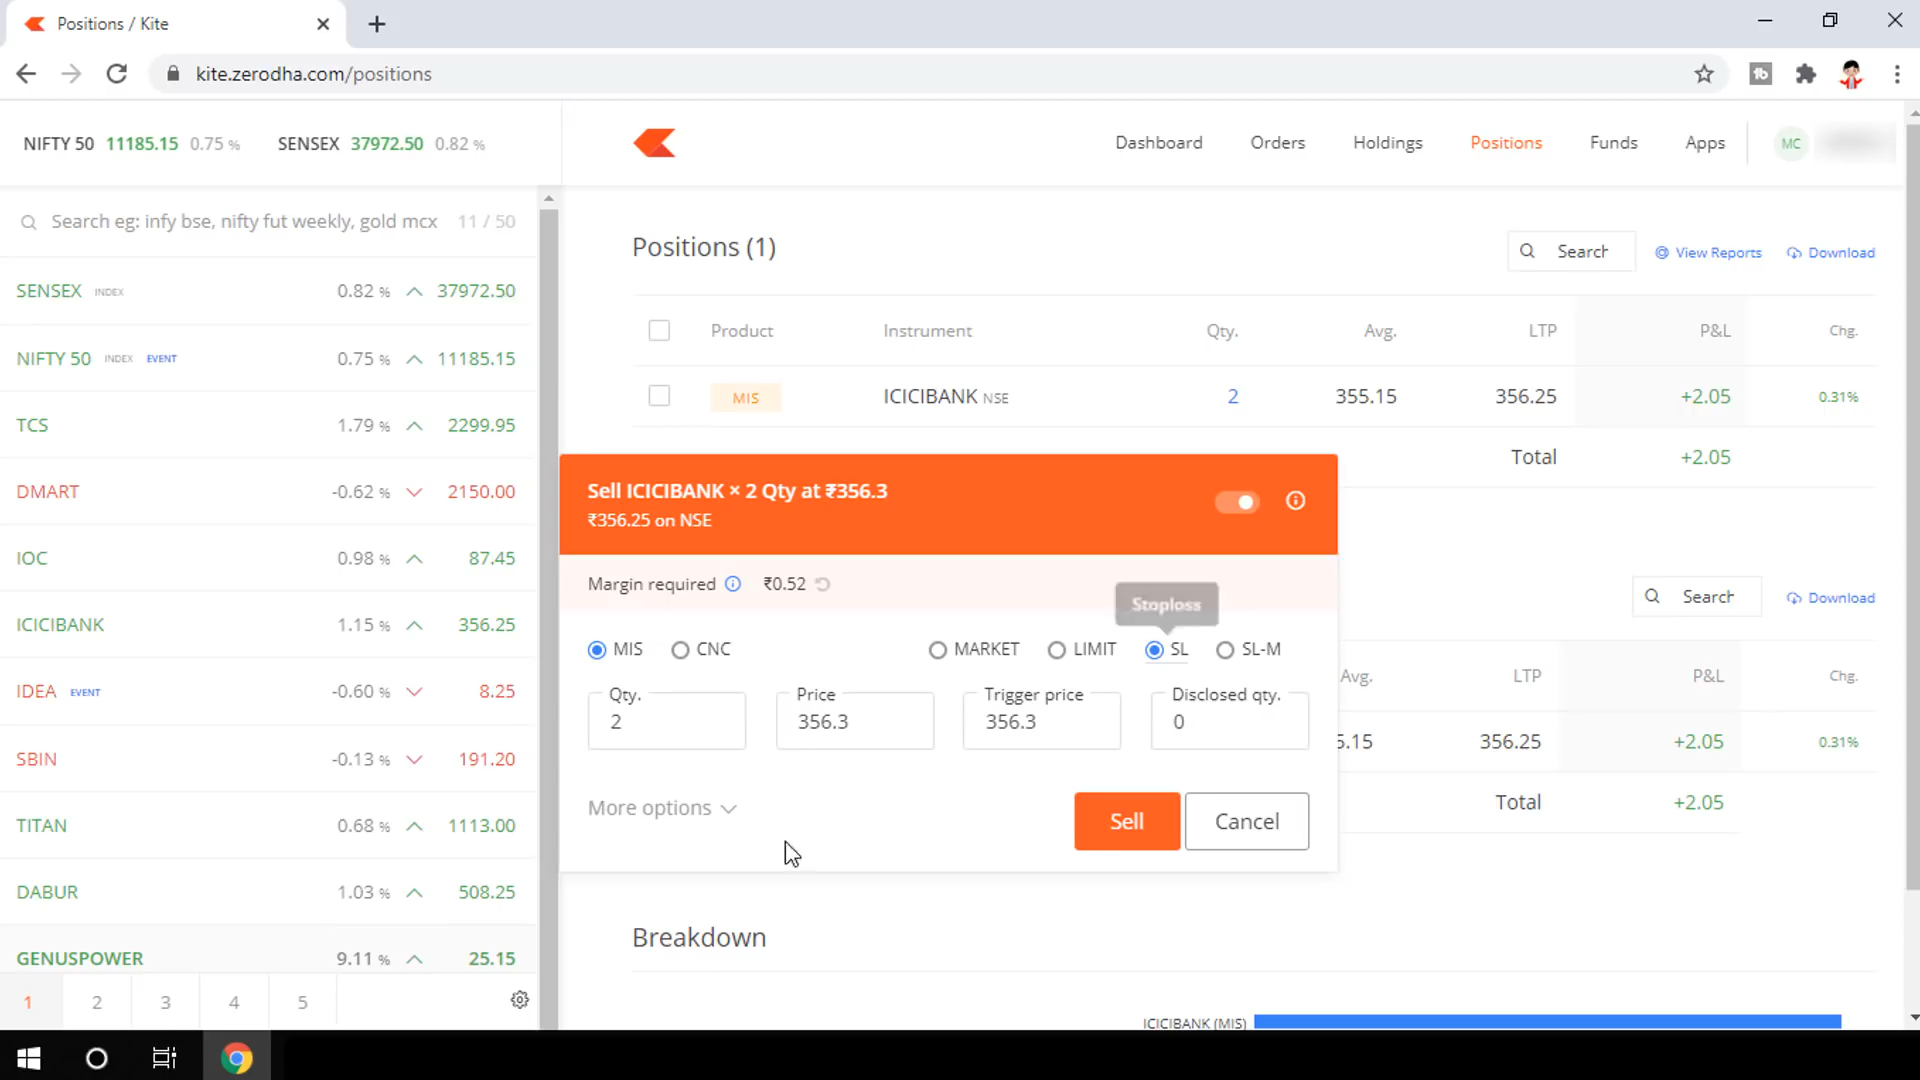 Positions / Kite
kite.zerodha.com/positions
NIFTY 50 11185.15 0.75 % SENSEX 37972.50 0.82 %
Dashboard Orders Holdings Positions Funds Apps MC
Search eg: infy bse, nifty fut weekly, gold mcx 11 / 50
SENSEX INDEX 0.82 % 37972.50
NIFTY 50 INDEX EVENT 0.75 % 11185.15
TCS 1.79 % 2299.95
DMART -0.62 % 2150.00
IOC 0.98 % 87.45
ICICIBANK 1.15 % 356.25
IDEA EVENT -0.60 % 8.25
SBIN -0.13 % 191.20
TITAN 0.68 % 1113.00
DABUR 1.03 % 508.25
GENUSPOWER 9.11 % 25.15
1 2 3 4 5
Positions (1)
Search View Reports Download
Product Instrument Qty. Avg. LTP P&L Chg.
MIS ICICIBANK NSE 2 355.15 356.25 +2.05 0.31%
Total +2.05
Sell ICICIBANK × 2 Qty at ₹356.3
₹356.25 on NSE
Margin required ₹0.52
Stoploss
MIS CNC MARKET LIMIT SL SL-M
Qty. Price Trigger price Disclosed qty.
2 356.3 356.3 0
More options
Sell Cancel
Search Download
Avg. LTP P&L Chg.
5.15 356.25 +2.05 0.31%
Total +2.05
Breakdown
ICICIBANK (MIS)